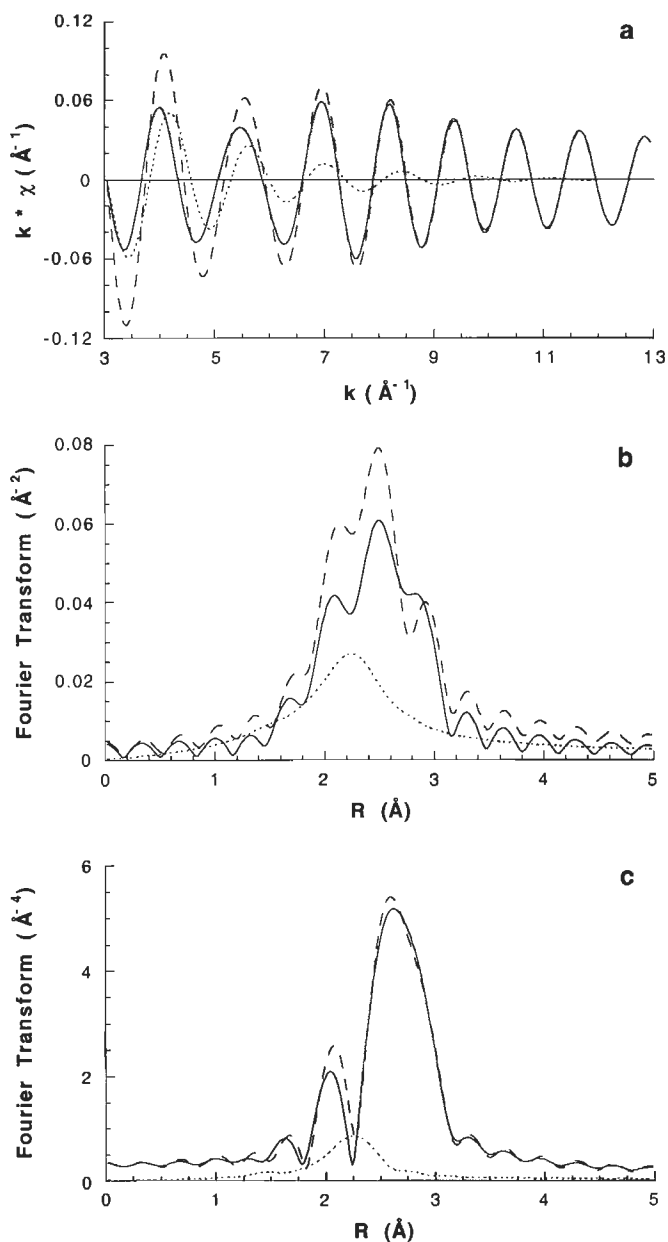 a
0.12
0.06
0
-0.06
-0.12
k * χ ( Å⁻¹ )
3 5 7 9 11 13
k ( Å⁻¹ )
b
0.08
0.06
0.04
0.02
0
Fourier Transform ( Å⁻² )
0 1 2 3 4 5
R (Å)
c
6
4
2
0
Fourier Transform ( Å⁻⁴ )
0 1 2 3 4 5
R (Å)